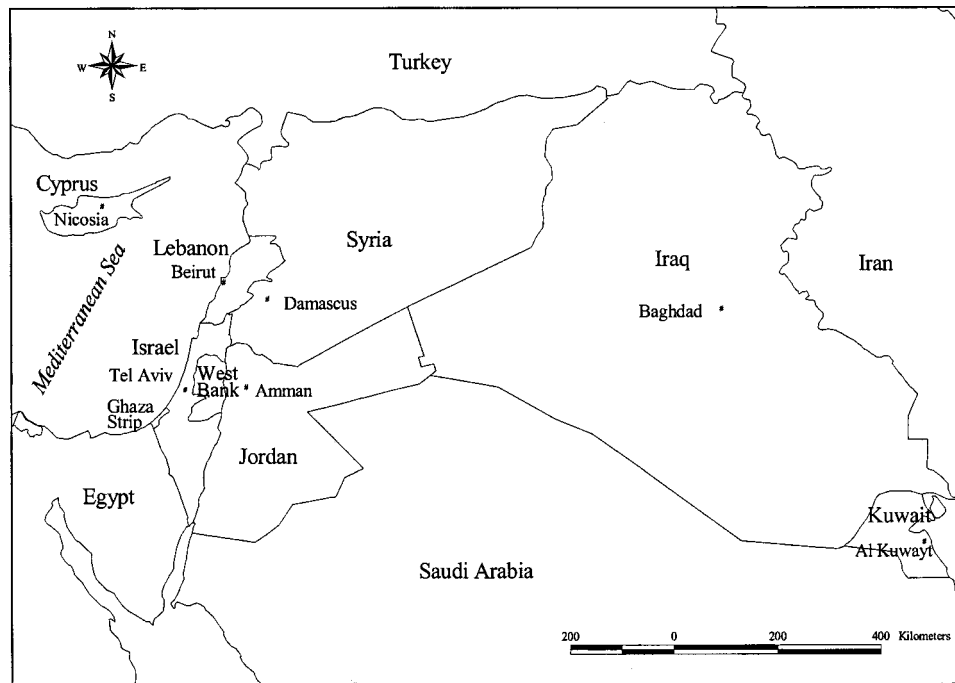 N
W E
S
Turkey
Cyprus
Nicosia
Mediterranean Sea
Lebanon
Beirut
Syria
Damascus
Iraq
Baghdad
Iran
Israel
Tel Aviv
West
Bank
Amman
Ghaza
Strip
Jordan
Egypt
Kuwait
Al Kuwayt
Saudi Arabia
200 0 200 400 Kilometers